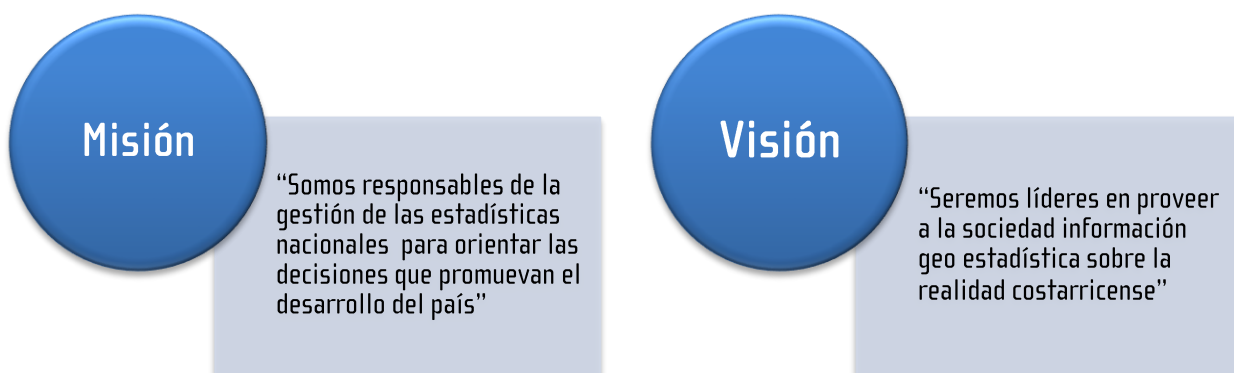 Misión
“Somos responsables de la
gestión de las estadísticas
nacionales  para orientar las
decisiones que promuevan el
desarrollo del país”
Visión
“Seremos líderes en proveer
a la sociedad información
geo estadística sobre la
realidad costarricense”